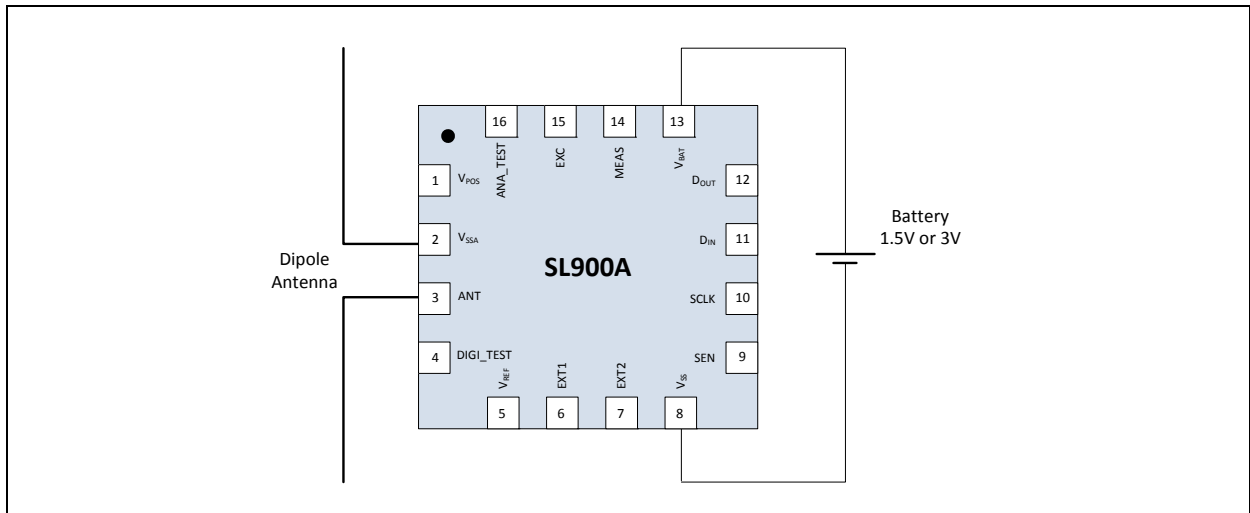 16
15
14
13
ANA_TEST
EXC
MEAS
VBAT
1
VPOS
DOUT
12
2
VSSA
DIN
11
Battery
1.5V or 3V
Dipole
Antenna
SL900A
3
ANT
SCLK
10
4
DIGI_TEST
SEN
9
VREF
EXT1
EXT2
VSS
5
6
7
8